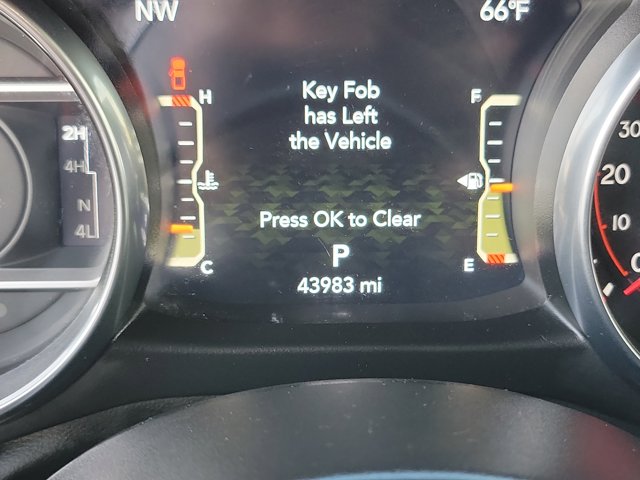 NW
66°F
H
Key Fob
has Left
the Vehicle
F
2H
4H
N
4L
30
20
10
0
Press OK to Clear
P
C
E
43983 mi